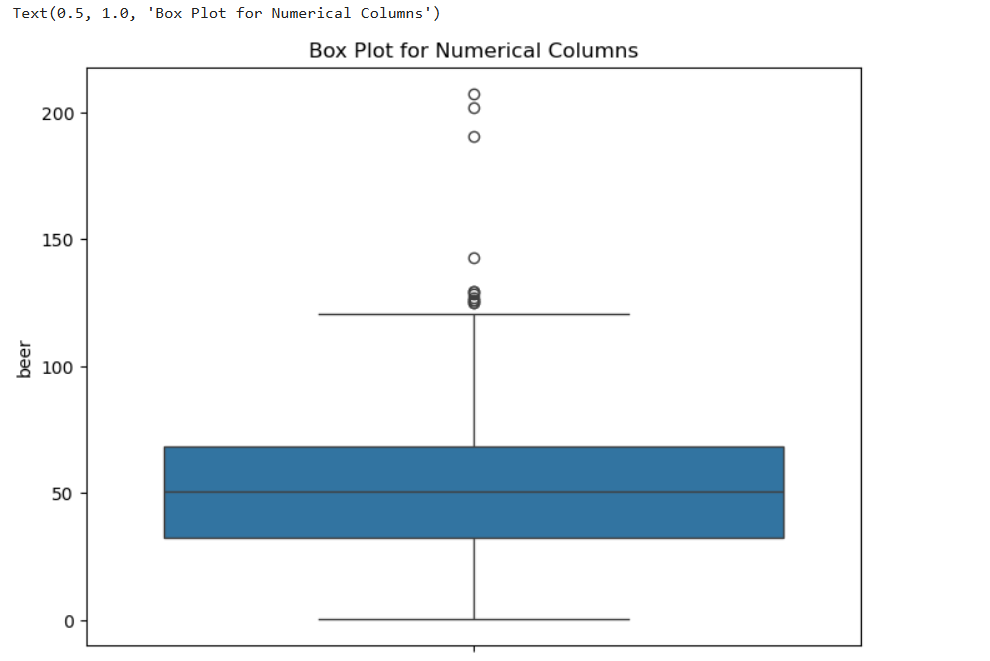 Text(0.5, 1.0, 'Box Plot for Numerical Columns')
Box Plot for Numerical Columns
200
150
100
50
0
beer